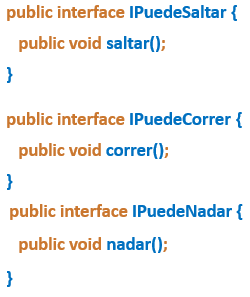 public interface IPuedeSaltar {
public void saltar();
}
public interface IPuedeCorrer {
public void correr();
}
public interface IPuedeNadar {
public void nadar();
}